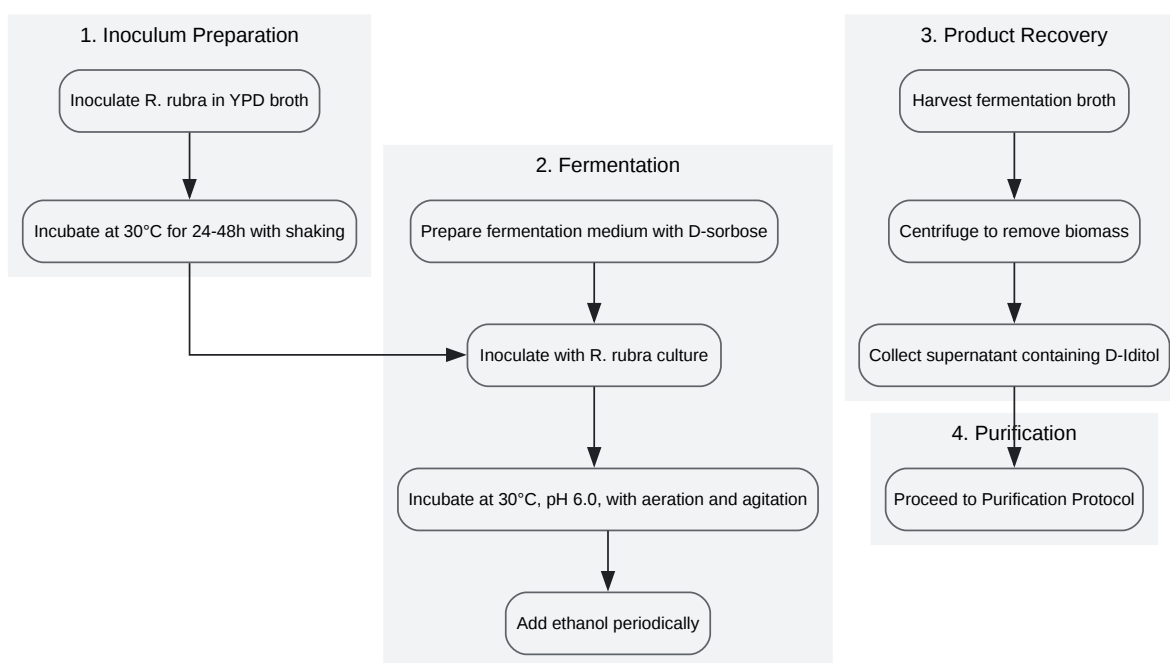 1. Inoculum Preparation
Inoculate R. rubra in YPD broth
Incubate at 30°C for 24-48h with shaking
2. Fermentation
Prepare fermentation medium with D-sorbose
Inoculate with R. rubra culture
Incubate at 30°C, pH 6.0, with aeration and agitation
Add ethanol periodically
3. Product Recovery
Harvest fermentation broth
Centrifuge to remove biomass
Collect supernatant containing D-Iditol
4. Purification
Proceed to Purification Protocol